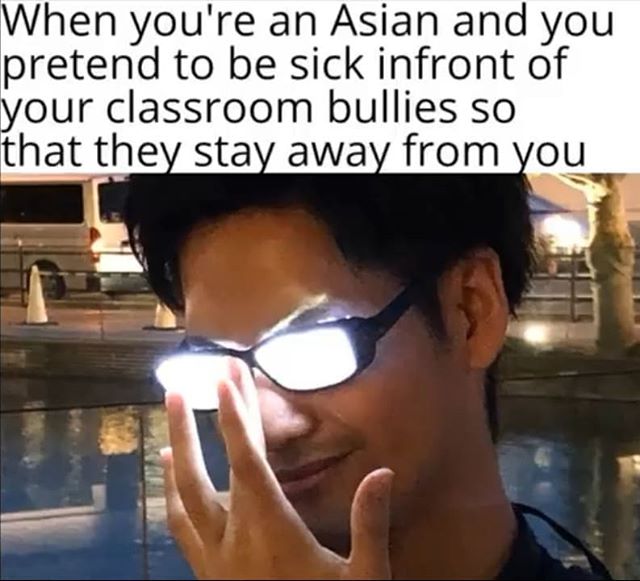 When you're an Asian and you
pretend to be sick infront of
your classroom bullies so
that they stay away from you